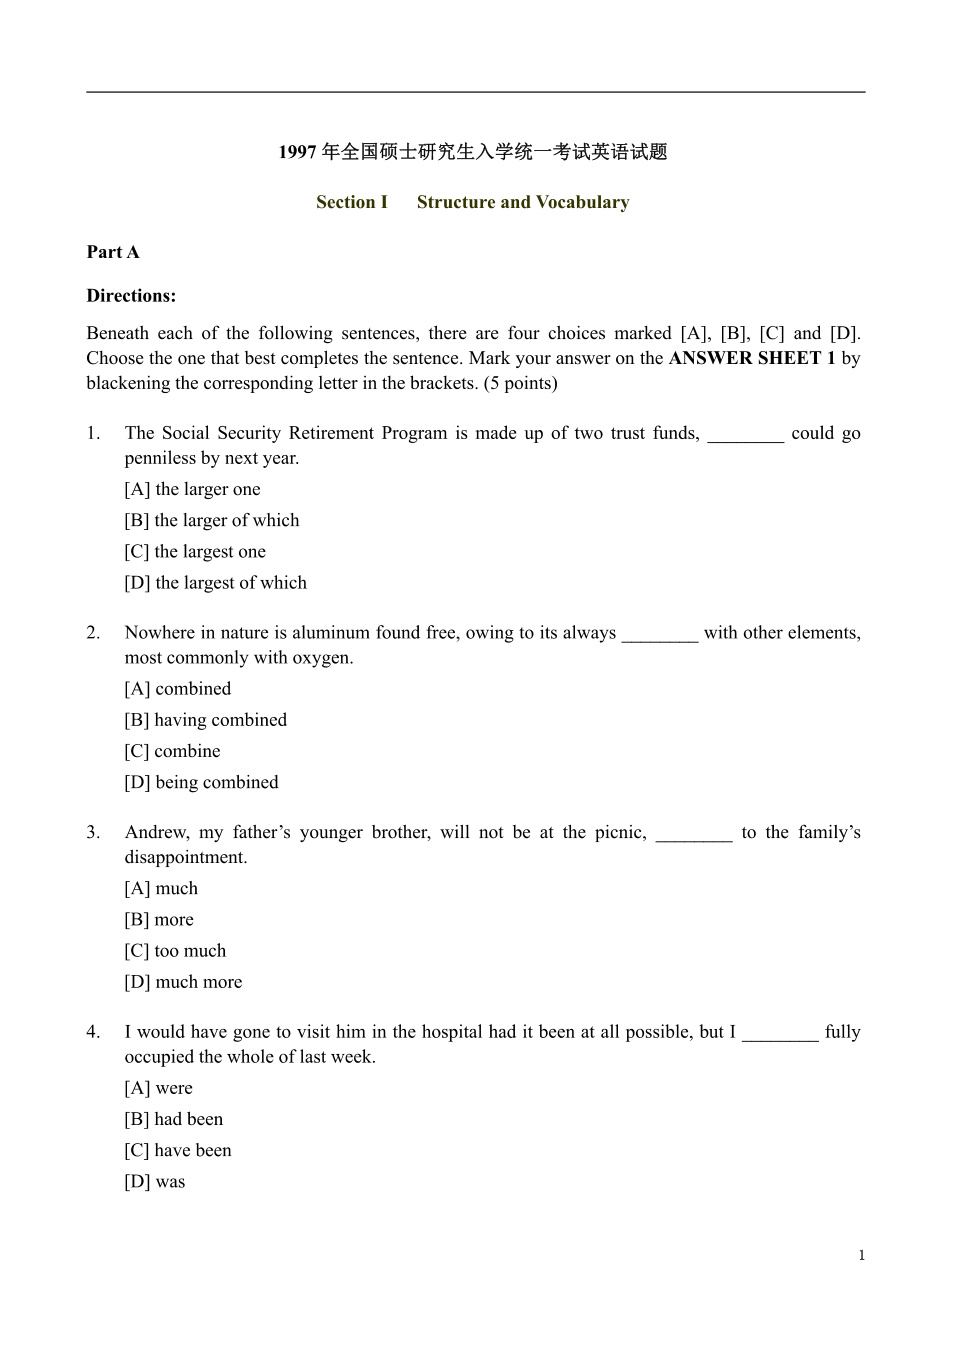 1997 年全国硕士研究生入学统一考试英语试题
Section I Structure and Vocabulary
Part A
Directions:
Beneath each of the following sentences, there are four choices marked [A], [B], [C] and [D].
Choose the one that best completes the sentence. Mark your answer on the ANSWER SHEET 1 by
blackening the corresponding letter in the brackets. (5 points)
1. The Social Security Retirement Program is made up of two trust funds, ________ could go
penniless by next year.
[A] the larger one
[B] the larger of which
[C] the largest one
[D] the largest of which
2. Nowhere in nature is aluminum found free, owing to its always ________ with other elements,
most commonly with oxygen.
[A] combined
[B] having combined
[C] combine
[D] being combined
3. Andrew, my father’s younger brother, will not be at the picnic, ________ to the family’s
disappointment.
[A] much
[B] more
[C] too much
[D] much more
4. I would have gone to visit him in the hospital had it been at all possible, but I ________ fully
occupied the whole of last week.
[A] were
[B] had been
[C] have been
[D] was
1